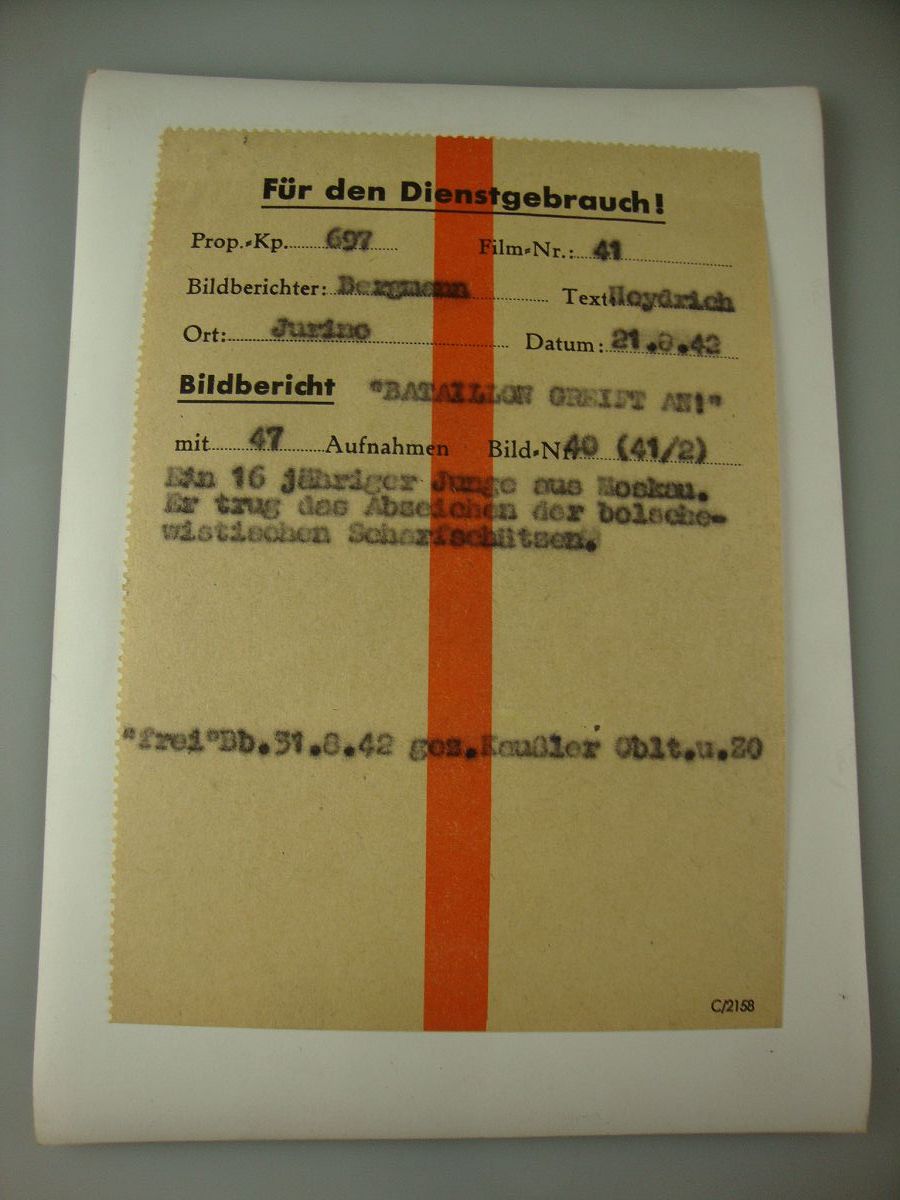 Für den Dienstgebrauch!
Prop.-Kp. 697 Film-Nr.: 41
Bildberichter: Bergmann Text: Heydrich
Ort: Jurino Datum: 21.8.42
Bildbericht "BATAILLON GREIFT AN!"
mit 47 Aufnahmen Bild-Nr. 40 (41/2)
Ein 16 jähriger Junge aus Moskau.
Er trug das Abzeichen der bolsche-
wistischen Scharfschützen.
"frei"Bb.31.8.42 gez. Oblt.u.ZO
C/2158